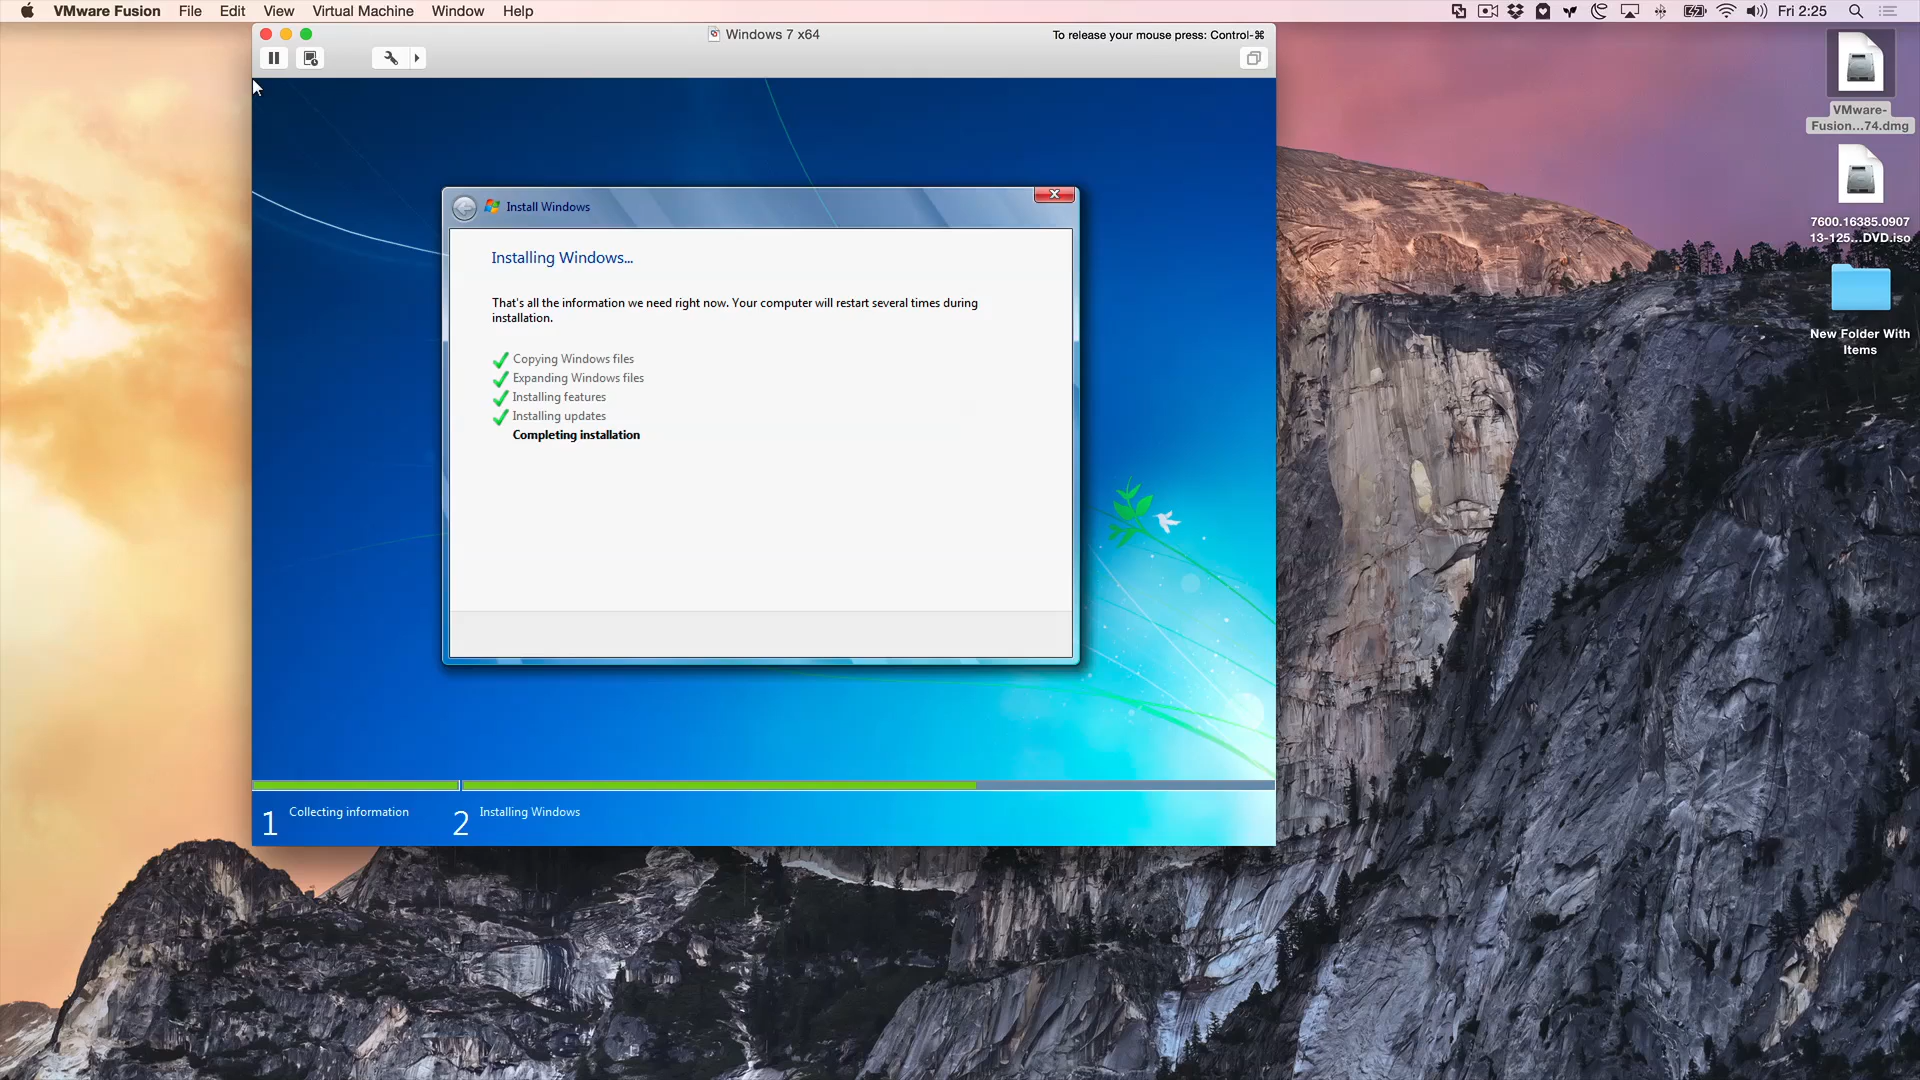 VMware Fusion File Edit View Virtual Machine Window Help Fri 2:25
Windows 7 x64
To release your mouse press: Control-⌘
VMware-
Fusion...74.dmg
7600.16385.0907
13-125...DVD.iso
New Folder With
Items
Install Windows
Installing Windows...
That's all the information we need right now. Your computer will restart several times during
installation.
Copying Windows files
Expanding Windows files
Installing features
Installing updates
Completing installation
1 Collecting information 2 Installing Windows